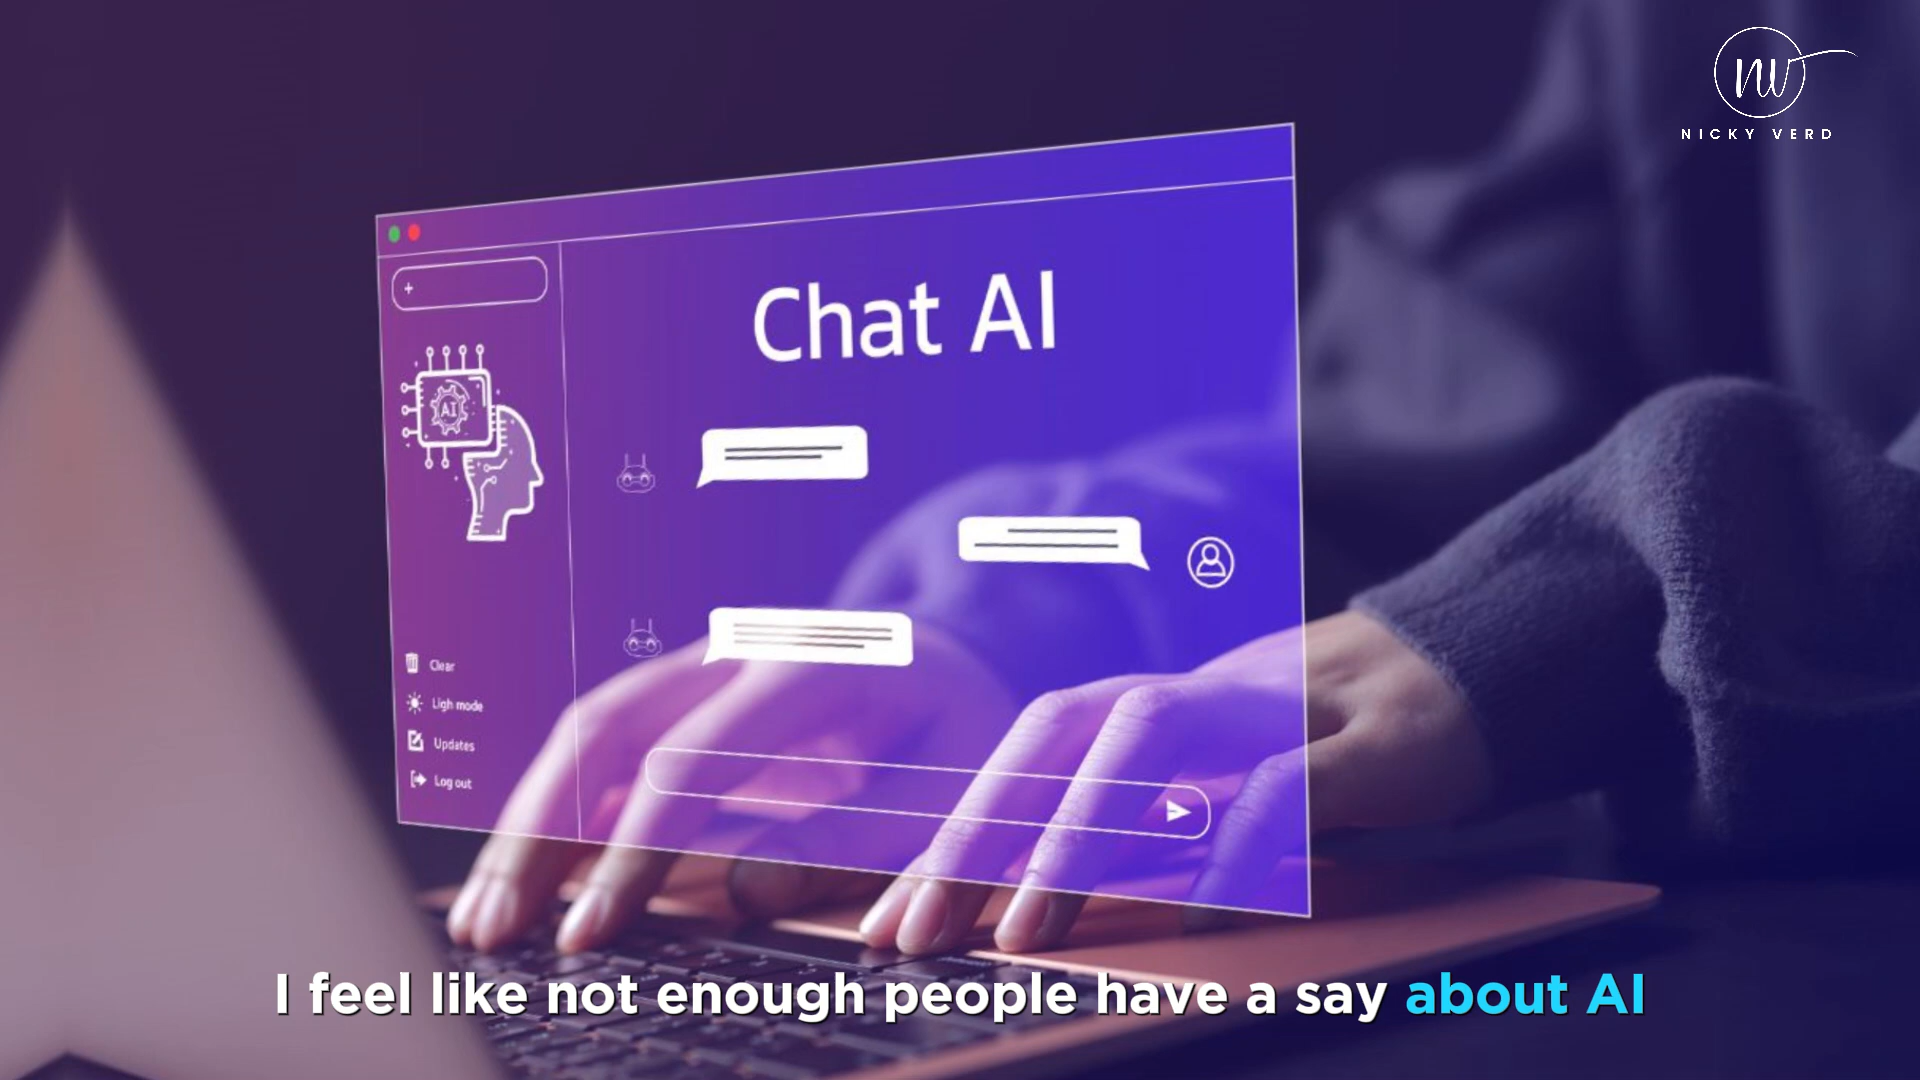 nv
NICKY VERD
+
Chat AI
AI
Clear
Ligh mode
Updates
Log out
I feel like not enough people have a say about AI